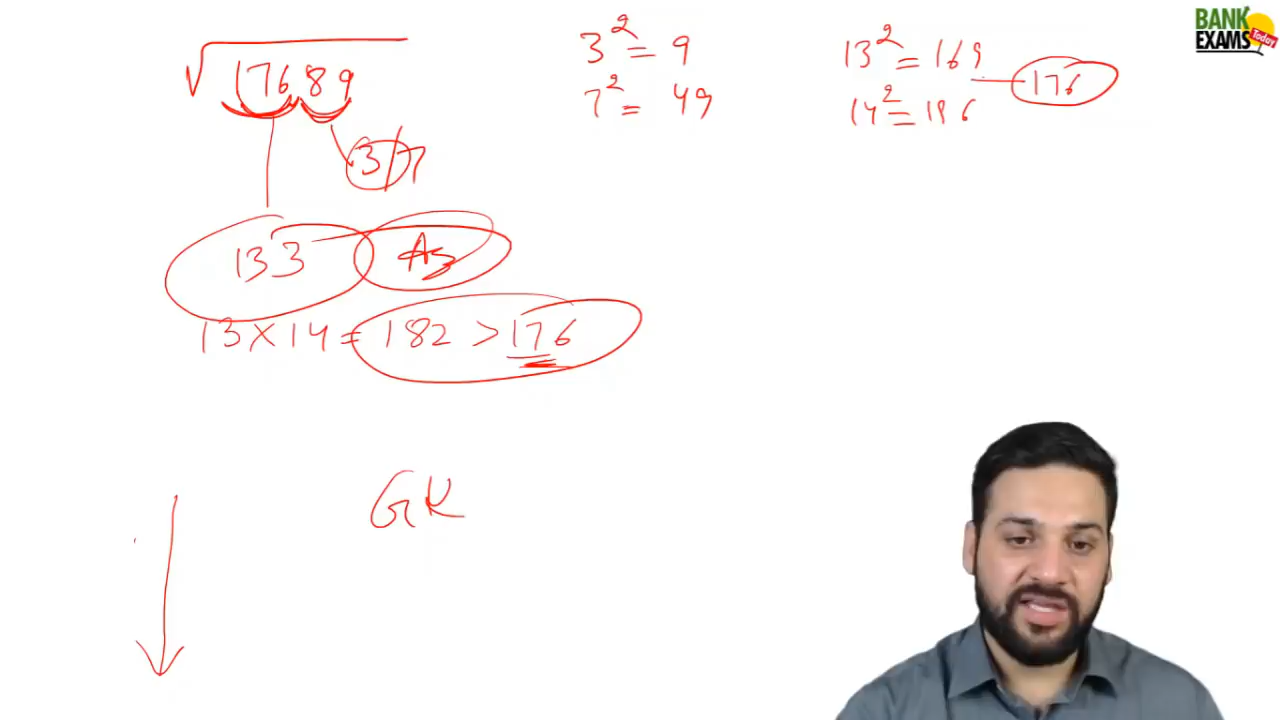 √17689
3/7
133 Ans
13 × 14 = 182 > 176
GK
3² = 9
7² = 49
13² = 169
14² = 196
176
BANK
EXAMS Today